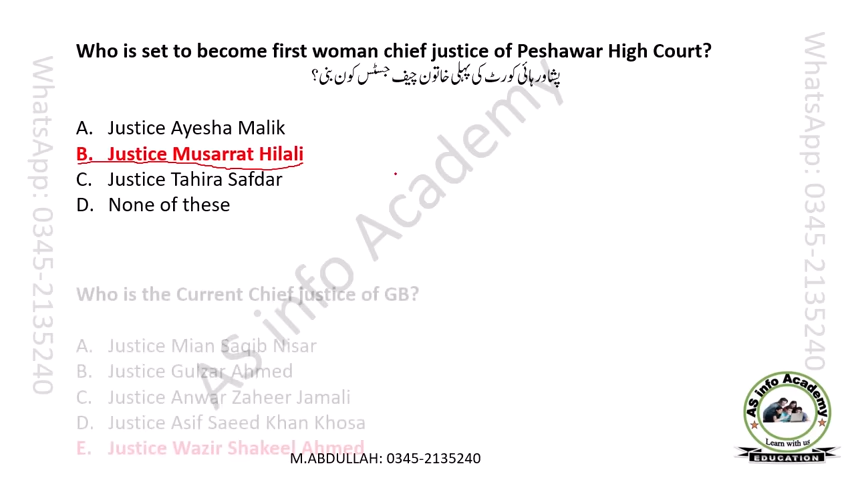 Who is set to become first woman chief justice of Peshawar High Court?
پشاور ہائی کورٹ کی پہلی خاتون چیف جسٹس کون بنی؟
A. Justice Ayesha Malik
B. Justice Musarrat Hilali
C. Justice Tahira Safdar
D. None of these
Who is the Current Chief Justice of GB?
A. Justice Mian Saqib Nisar
B. Justice Gulzar Ahmed
C. Justice Anwar Zaheer Jamali
D. Justice Asif Saeed Khan Khosa
E. Justice Wazir Shakeel Ahmed
M.ABDULLAH: 0345-2135240
WhatsApp: 0345-2135240
AS info Academy
WhatsApp: 0345-2135240
AS info Academy
Learn with us
EDUCATION